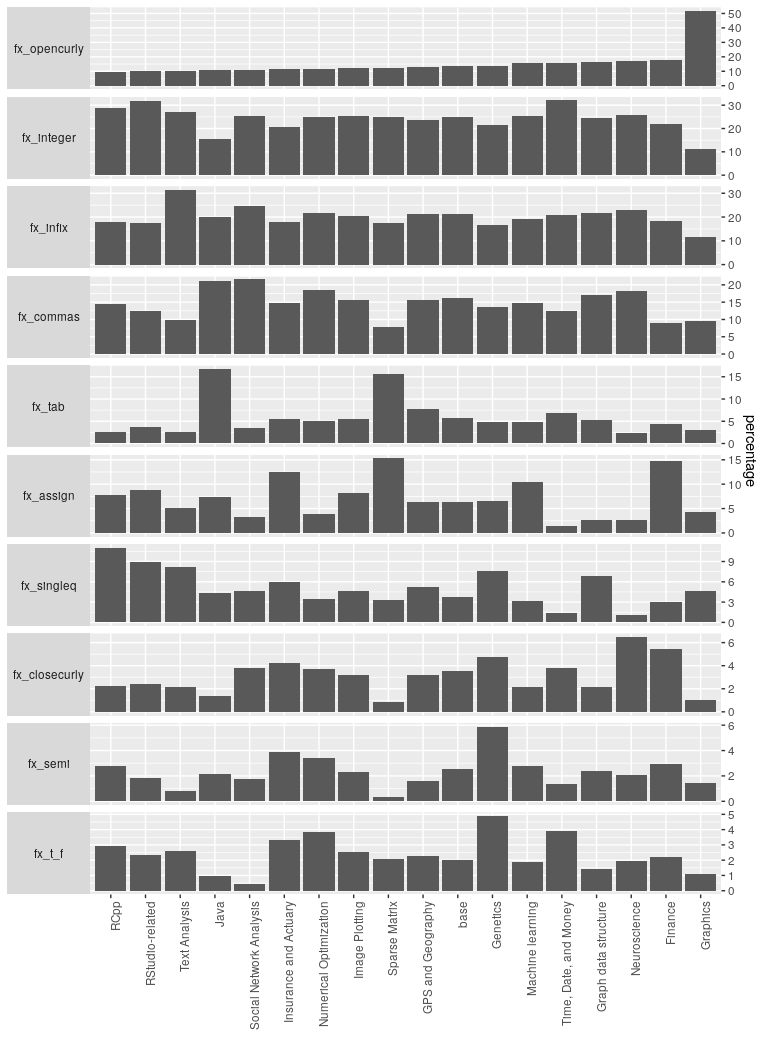 fx_opencurly
50
40
30
20
10
0
fx_integer
30
20
10
0
fx_infix
30
20
10
0
fx_commas
20
15
10
5
0
fx_tab
15
10
5
0
percentage
fx_assign
15
10
5
0
fx_singleq
9
6
3
0
fx_closecurly
6
4
2
0
fx_semi
6
4
2
0
fx_t_f
5
4
3
2
1
0
RCpp
RStudio-related
Text Analysis
Java
Social Network Analysis
Insurance and Actuary
Numerical Optimization
Image Plotting
Sparse Matrix
GPS and Geography
base
Genetics
Machine learning
Time, Date, and Money
Graph data structure
Neuroscience
Finance
Graphics